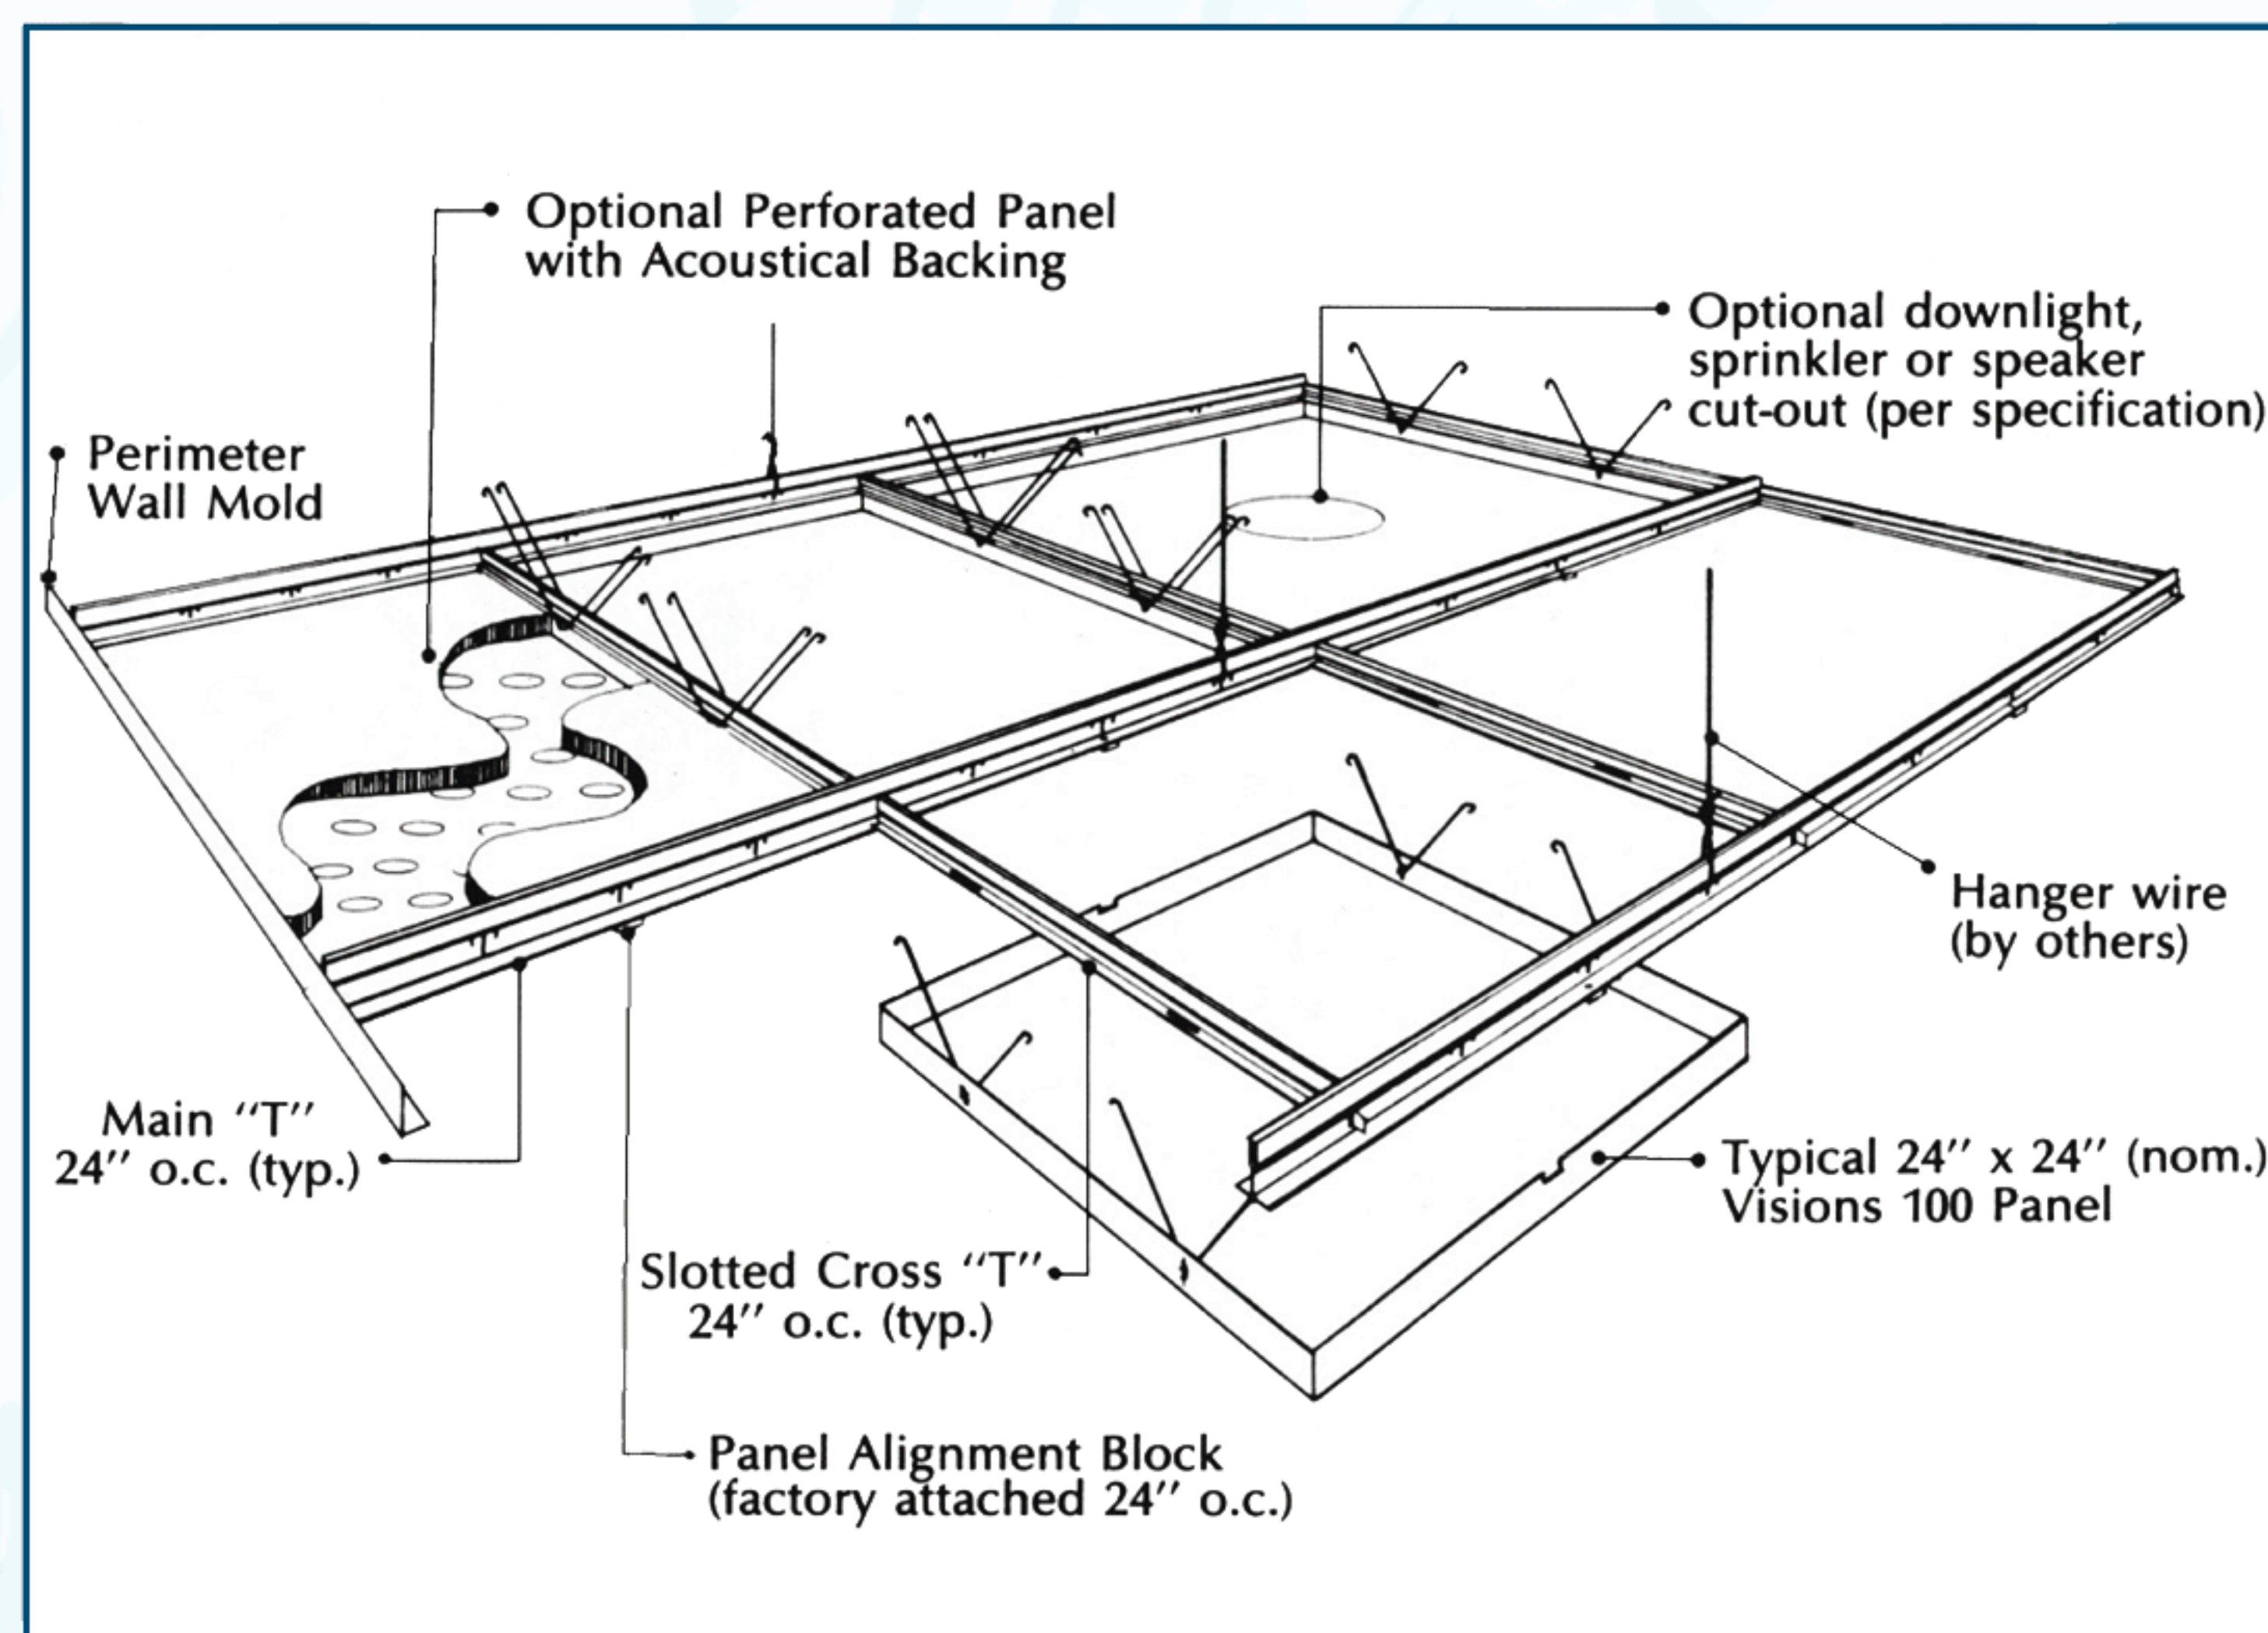 Optional Perforated Panel
with Acoustical Backing
Optional downlight,
sprinkler or speaker
cut-out (per specification)
Perimeter
Wall Mold
Hanger wire
(by others)
Main “T”
24″ o.c. (typ.)
Typical 24″ x 24″ (nom.)
Visions 100 Panel
Slotted Cross “T”
24″ o.c. (typ.)
Panel Alignment Block
(factory attached 24″ o.c.)